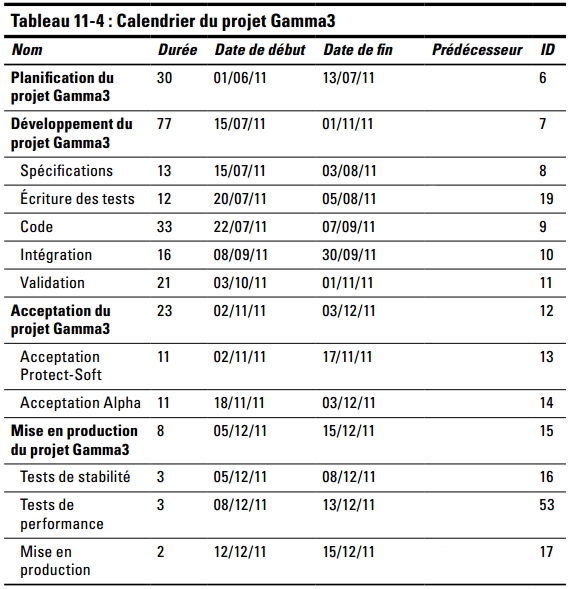 Tableau 11-4 : Calendrier du projet Gamma3
Nom Durée Date de début Date de fin Prédécesseur ID
Planification du 30 01/06/11 13/07/11 6
projet Gamma3
Développement du 77 15/07/11 01/11/11 7
projet Gamma3
Spécifications 13 15/07/11 03/08/11 8
Écriture des tests 12 20/07/11 05/08/11 19
Code 33 22/07/11 07/09/11 9
Intégration 16 08/09/11 30/09/11 10
Validation 21 03/10/11 01/11/11 11
Acceptation du 23 02/11/11 03/12/11 12
projet Gamma3
Acceptation 11 02/11/11 17/11/11 13
Protect-Soft
Acceptation Alpha 11 18/11/11 03/12/11 14
Mise en production 8 05/12/11 15/12/11 15
du projet Gamma3
Tests de stabilité 3 05/12/11 08/12/11 16
Tests de 3 08/12/11 13/12/11 53
performance
Mise en 2 12/12/11 15/12/11 17
production